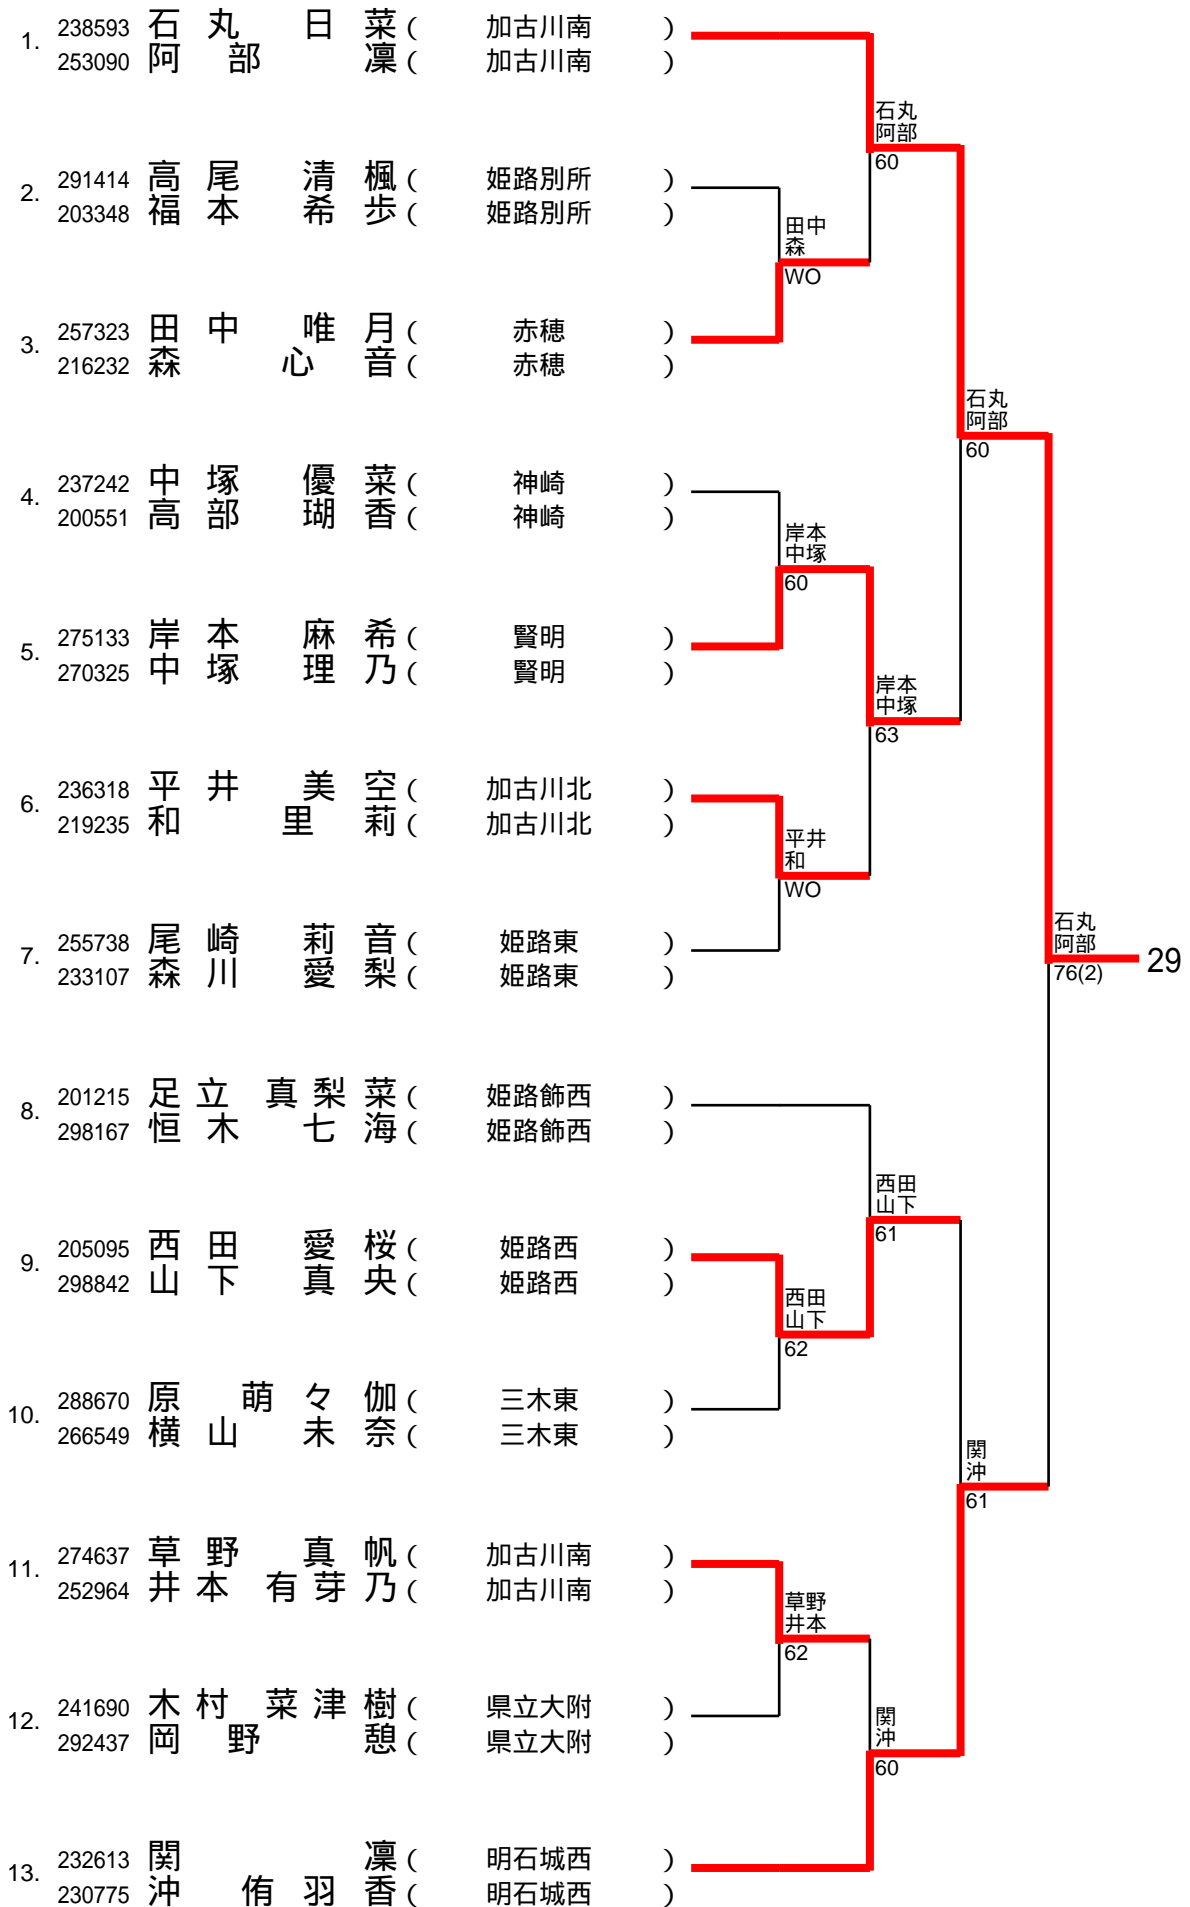 1. 238593 石丸 日菜 ( 加古川南 )
253090 阿部 凜 ( 加古川南 )
石丸
阿部
60
2. 291414 高尾 清楓 ( 姫路別所 )
203348 福本 希歩 ( 姫路別所 )
田中
森
WO
3. 257323 田中 唯月 ( 赤穂 )
216232 森 心音 ( 赤穂 )
石丸
阿部
60
4. 237242 中塚 優菜 ( 神崎 )
200551 高部 瑚香 ( 神崎 )
岸本
中塚
60
5. 275133 岸本 麻希 ( 賢明 )
270325 中塚 理乃 ( 賢明 )
岸本
中塚
63
6. 236318 平井 美空 ( 加古川北 )
219235 和 里莉 ( 加古川北 )
平井
和
WO
7. 255738 尾崎 莉音 ( 姫路東 )
233107 森川 愛梨 ( 姫路東 )
石丸
阿部
76(2)
29
8. 201215 足立 真梨菜 ( 姫路飾西 )
298167 恒木 七海 ( 姫路飾西 )
西田
山下
61
9. 205095 西田 愛桜 ( 姫路西 )
298842 山下 真央 ( 姫路西 )
西田
山下
62
10. 288670 原 萌々伽 ( 三木東 )
266549 横山 未奈 ( 三木東 )
関
沖
61
11. 274637 草野 真帆 ( 加古川南 )
252964 井本 有芽乃 ( 加古川南 )
草野
井本
62
12. 241690 木村 菜津樹 ( 県立大附 )
292437 岡野 憩 ( 県立大附 )
関
沖
60
13. 232613 関 凜 ( 明石城西 )
230775 沖 侑羽香 ( 明石城西 )